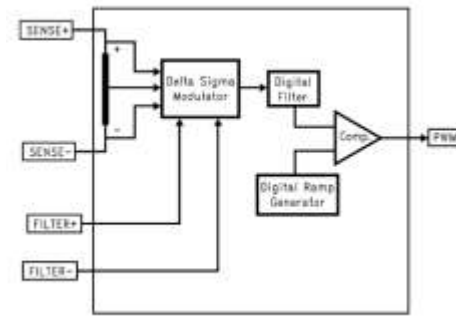 SENSE+
+
Delta Sigma
Modulator
Digital
Filter
Comp.
PWM
-
SENSE-
Digital Ramp
Generator
FILTER+
FILTER-